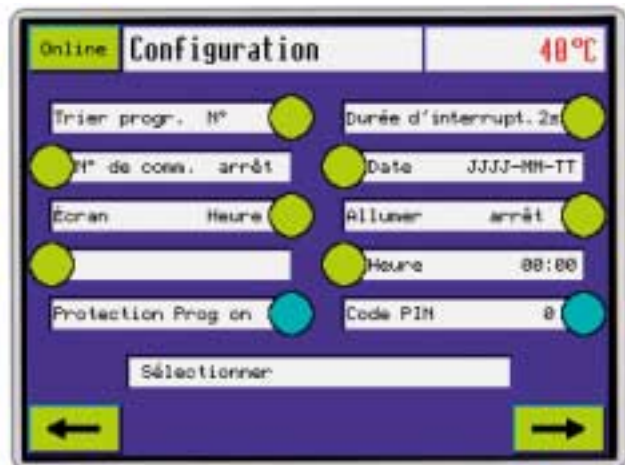 Online
Configuration
40°C
Trier progr. N°
Durée d'interrupt. 2s
N° de comm. arrêt
Date JJJJ-MM-TT
Écran Heure
Allumer arrêt
Heure 00:00
Protection Prog on
Code PIN 0
Sélectionner